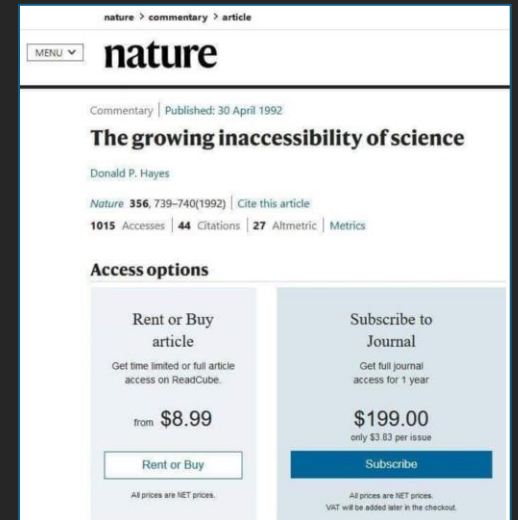 nature > commentary > article
MENU
nature
Commentary | Published: 30 April 1992
The growing inaccessibility of science
Donald P. Hayes
Nature 356, 739–740(1992) | Cite this article
1015 Accesses | 44 Citations | 27 Altmetric | Metrics
Access options
Rent or Buy
article
Get time limited or full article
access on ReadCube.
from $8.99
Rent or Buy
All prices are NET prices.
Subscribe to
Journal
Get full journal
access for 1 year
$199.00
only $3.83 per issue
Subscribe
All prices are NET prices.
VAT will be added later in the checkout.